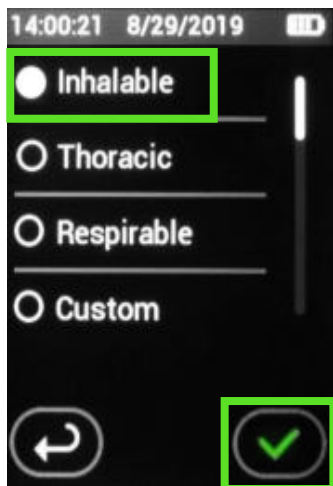 14:00:21 8/29/2019
Inhalable
Thoracic
Respirable
Custom